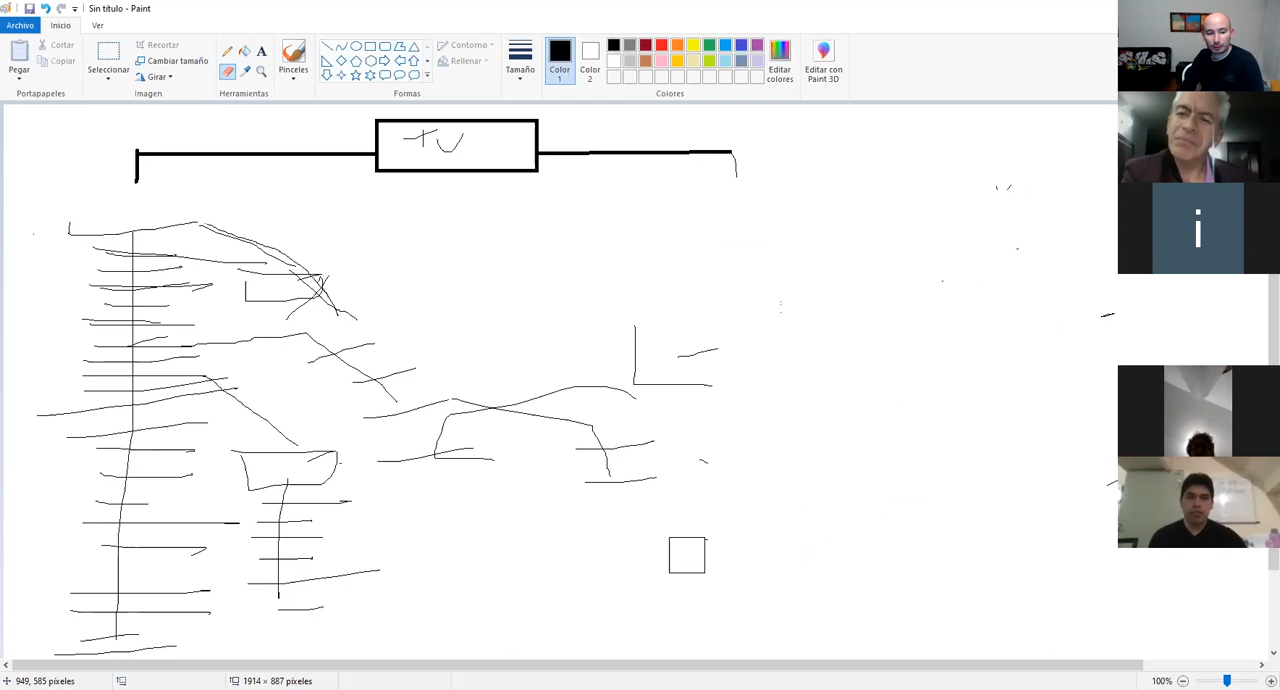 Sin título - Paint
Archivo Inicio Ver
Pegar
Cortar
Copiar
Portapapeles
Seleccionar
Recortar
Cambiar tamaño
Girar
Imagen
A
Herramientas
Pinceles
Contorno
Rellenar
Formas
Tamaño
Color 1
Color 2
Editar colores
Editar con Paint 3D
Colores
TU
i
949, 585 píxeles
1914 × 887 píxeles
100%